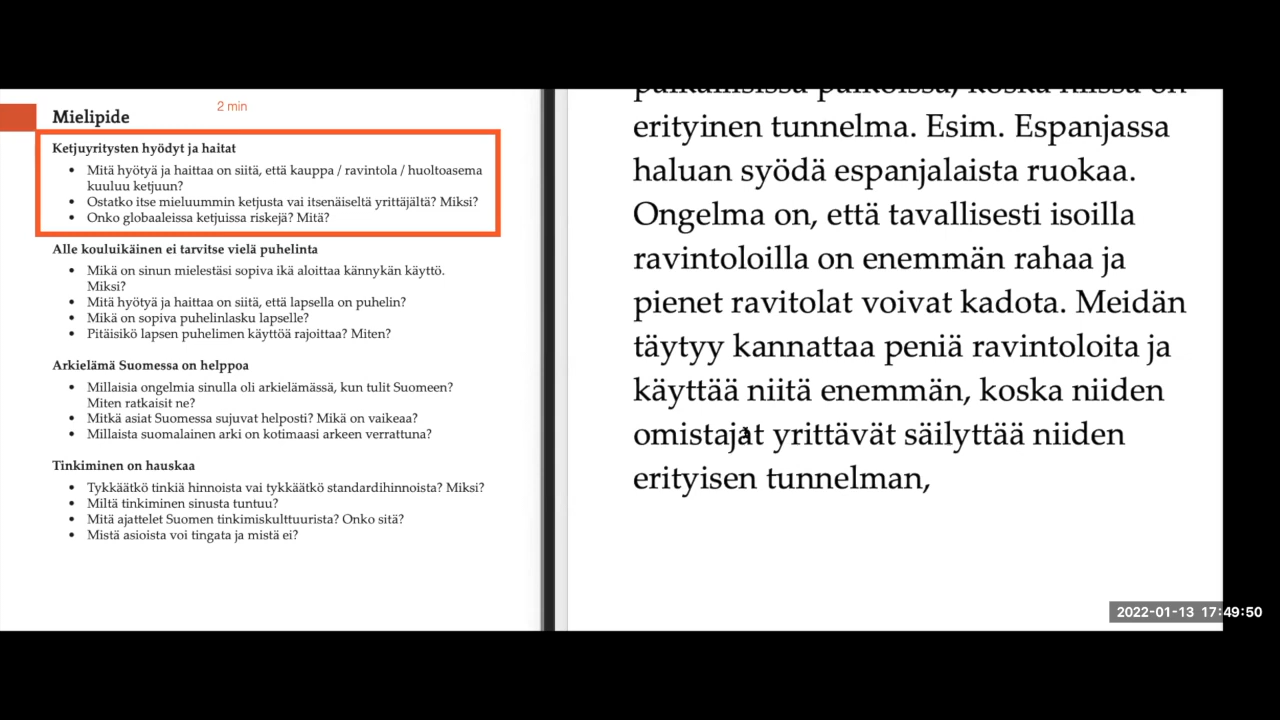 Mielipide
2 min
Ketjuyritysten hyödyt ja haitat
• Mitä hyötyä ja haittaa on siitä, että kauppa / ravintola / huoltoasema
kuuluu ketjuun?
• Ostatko itse mieluummin ketjusta vai itsenäiseltä yrittäjältä? Miksi?
• Onko globaaleissa ketjuissa riskejä? Mitä?
Alle kouluikäinen ei tarvitse vielä puhelinta
• Mikä on sinun mielestäsi sopiva ikä aloittaa kännykän käyttö.
Miksi?
• Mitä hyötyä ja haittaa on siitä, että lapsella on puhelin?
• Mikä on sopiva puhelinlasku lapselle?
• Pitäisikö lapsen puhelimen käyttöä rajoittaa? Miten?
Arkielämä Suomessa on helppoa
• Millaisia ongelmia sinulla oli arkielämässä, kun tulit Suomeen?
Miten ratkaisit ne?
• Mitkä asiat Suomessa sujuvat helposti? Mikä on vaikeaa?
• Millaista suomalainen arki on kotimaasi arkeen verrattuna?
Tinkiminen on hauskaa
• Tykkäätkö tinkiä hinnoista vai tykkäätkö standardihinnoista? Miksi?
• Miltä tinkiminen sinusta tuntuu?
• Mitä ajattelet Suomen tinkimiskulttuurista? Onko sitä?
• Mistä asioista voi tingata ja mistä ei?
paikallisissa paikoissa, koska niissä on
erityinen tunnelma. Esim. Espanjassa
haluan syödä espanjalaista ruokaa.
Ongelma on, että tavallisesti isoilla
ravintoloilla on enemmän rahaa ja
pienet ravitolat voivat kadota. Meidän
täytyy kannattaa peniä ravintoloita ja
käyttää niitä enemmän, koska niiden
omistajat yrittävät säilyttää niiden
erityisen tunnelman,
2022-01-13 17:49:50